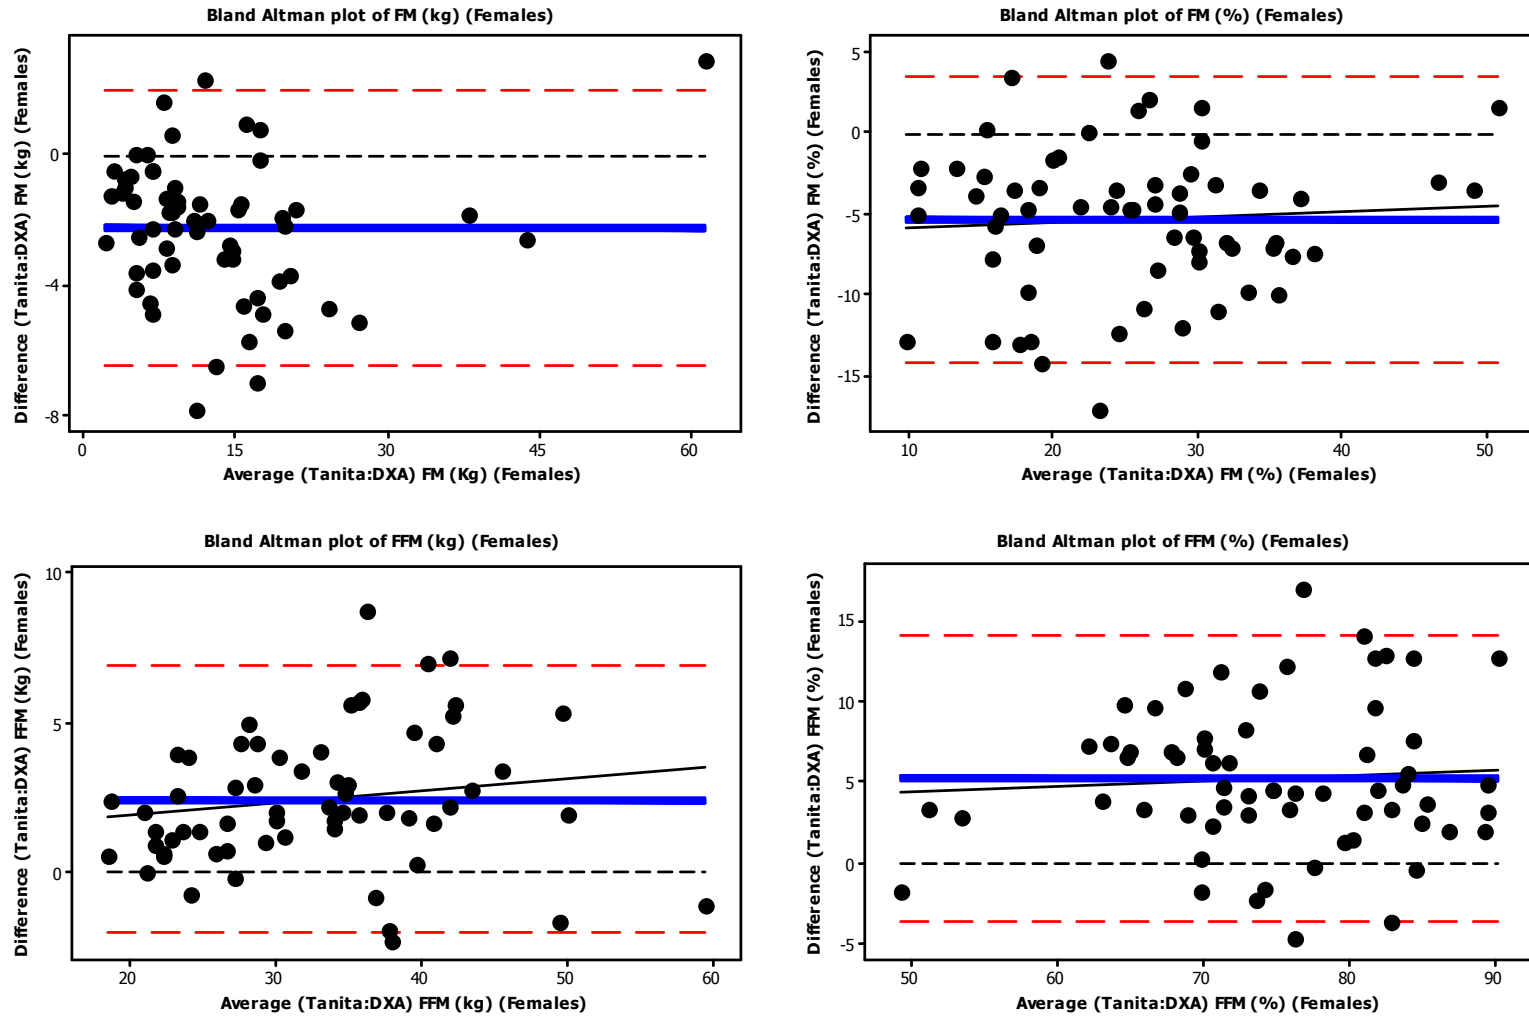 Bland Altman plot of FM (kg) (Females)
Difference (Tanita:DXA) FM (kg) (Females)
0
-4
-8
0 15 30 45 60
Average (Tanita:DXA) FM (Kg) (Females)
Bland Altman plot of FM (%) (Females)
Difference (Tanita:DXA) FM (%) (Females)
5
0
-5
-10
-15
10 20 30 40 50
Average (Tanita:DXA) FM (%) (Females)
Bland Altman plot of FFM (kg) (Females)
Difference (Tanita:DXA) FFM (Kg) (Females)
10
5
0
20 30 40 50 60
Average (Tanita:DXA) FFM (kg) (Females)
Bland Altman plot of FFM (%) (Females)
Difference (Tanita:DXA) FFM (%) (Females)
15
10
5
0
-5
50 60 70 80 90
Average (Tanita:DXA) FFM (%) (Females)